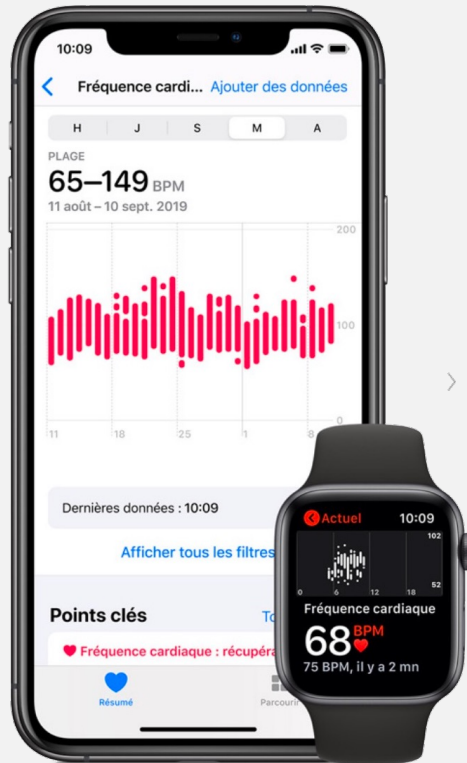 10:09
Fréquence cardi... Ajouter des données
H J S M A
PLAGE
65–149 BPM
11 août – 10 sept. 2019
200
100
0
11 18 25 1 8
Dernières données : 10:09
Afficher tous les filtres
Points clés
Fréquence cardiaque :
Résumé
Parcourir
Actuel 10:09
102
52
0 6 12 18
Fréquence cardiaque
68 BPM
75 BPM, il y a 2 mn